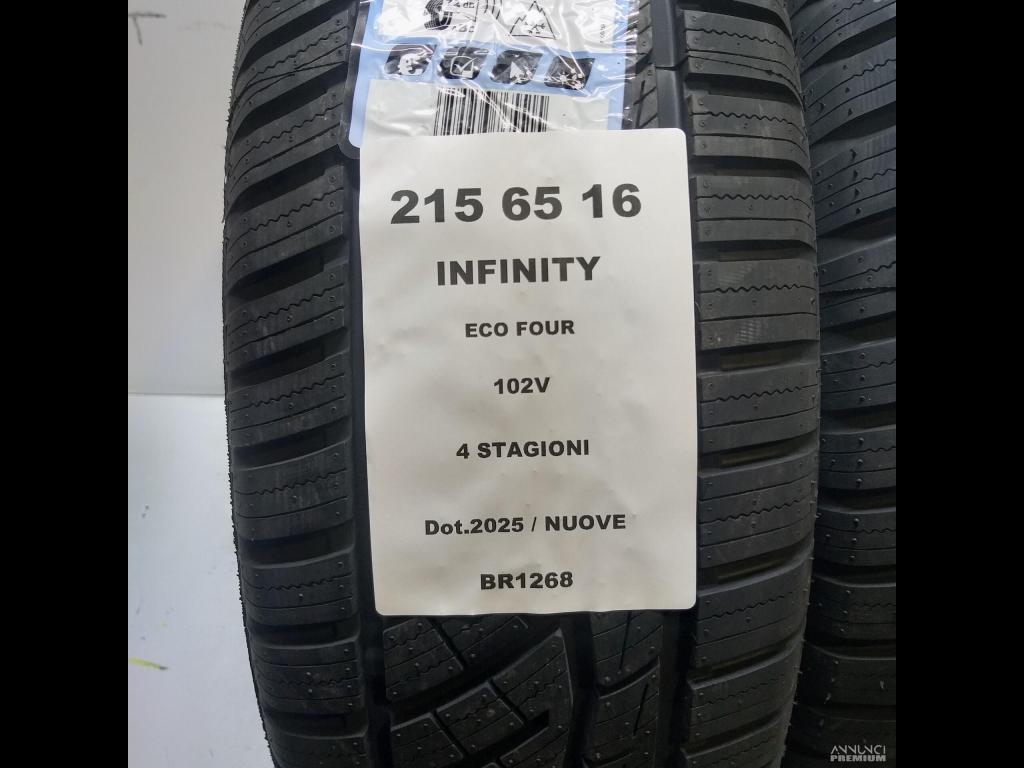 215 65 16
INFINITY
ECO FOUR
102V
4 STAGIONI
Dot.2025 / NUOVE
BR1268
ANNUNCI
PREMIUM